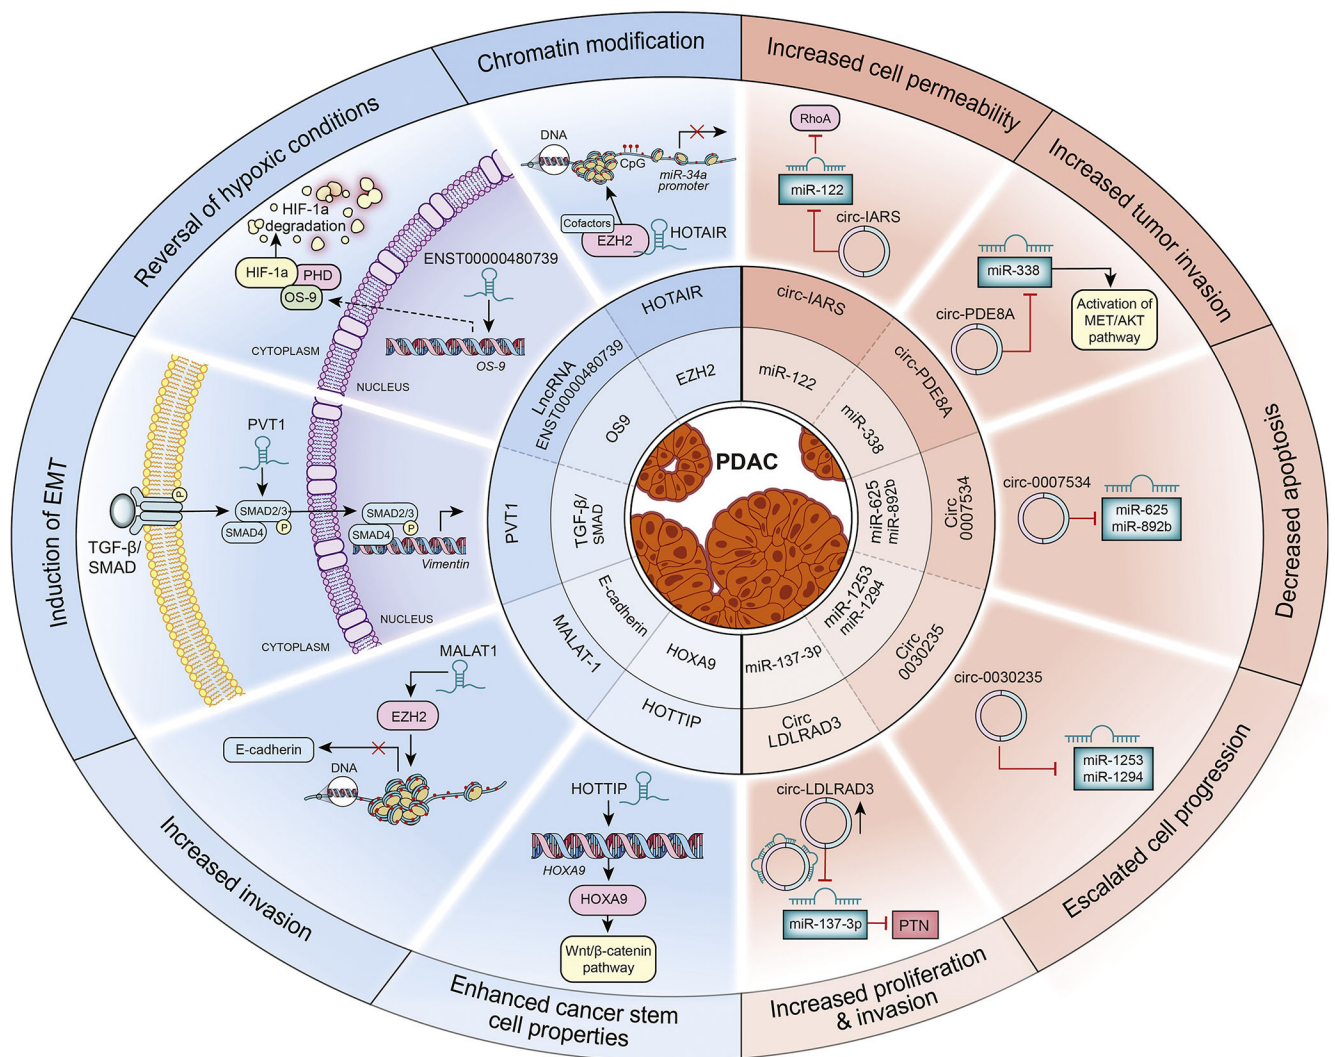 Chromatin modification
Increased cell permeability
Increased tumor invasion
Decreased apoptosis
Escalated cell progression
Increased proliferation
& invasion
Enhanced cancer stem
cell properties
Increased invasion
Induction of EMT
Reversal of hypoxic conditions
DNA
CpG
miR-34a
promoter
Cofactors
EZH2
HOTAIR
RhoA
miR-122
circ-IARS
miR-338
circ-PDE8A
Activation of
MET/AKT
pathway
circ-0007534
miR-625
miR-892b
circ-0030235
miR-1253
miR-1294
circ-LDLRAD3
miR-137-3p
PTN
HOTTIP
HOXA9
HOXA9
Wnt/β-catenin
pathway
MALAT1
EZH2
E-cadherin
DNA
PVT1
TGF-β/
SMAD
P
SMAD2/3
SMAD4
P
SMAD2/3
SMAD4
P
Vimentin
CYTOPLASM
NUCLEUS
HIF-1a
degradation
HIF-1a
PHD
OS-9
ENST00000480739
OS-9
CYTOPLASM
NUCLEUS
HOTAIR
circ-IARS
circ-PDE8A
Circ
0007534
Circ
0030235
Circ
LDLRAD3
HOTTIP
MALAT-1
PVT1
LncRNA
ENST00000480739
EZH2
miR-122
miR-338
miR-625
miR-892b
miR-1253
miR-1294
miR-137-3p
HOXA9
E-cadherin
TGF-β/
SMAD
OS9
PDAC